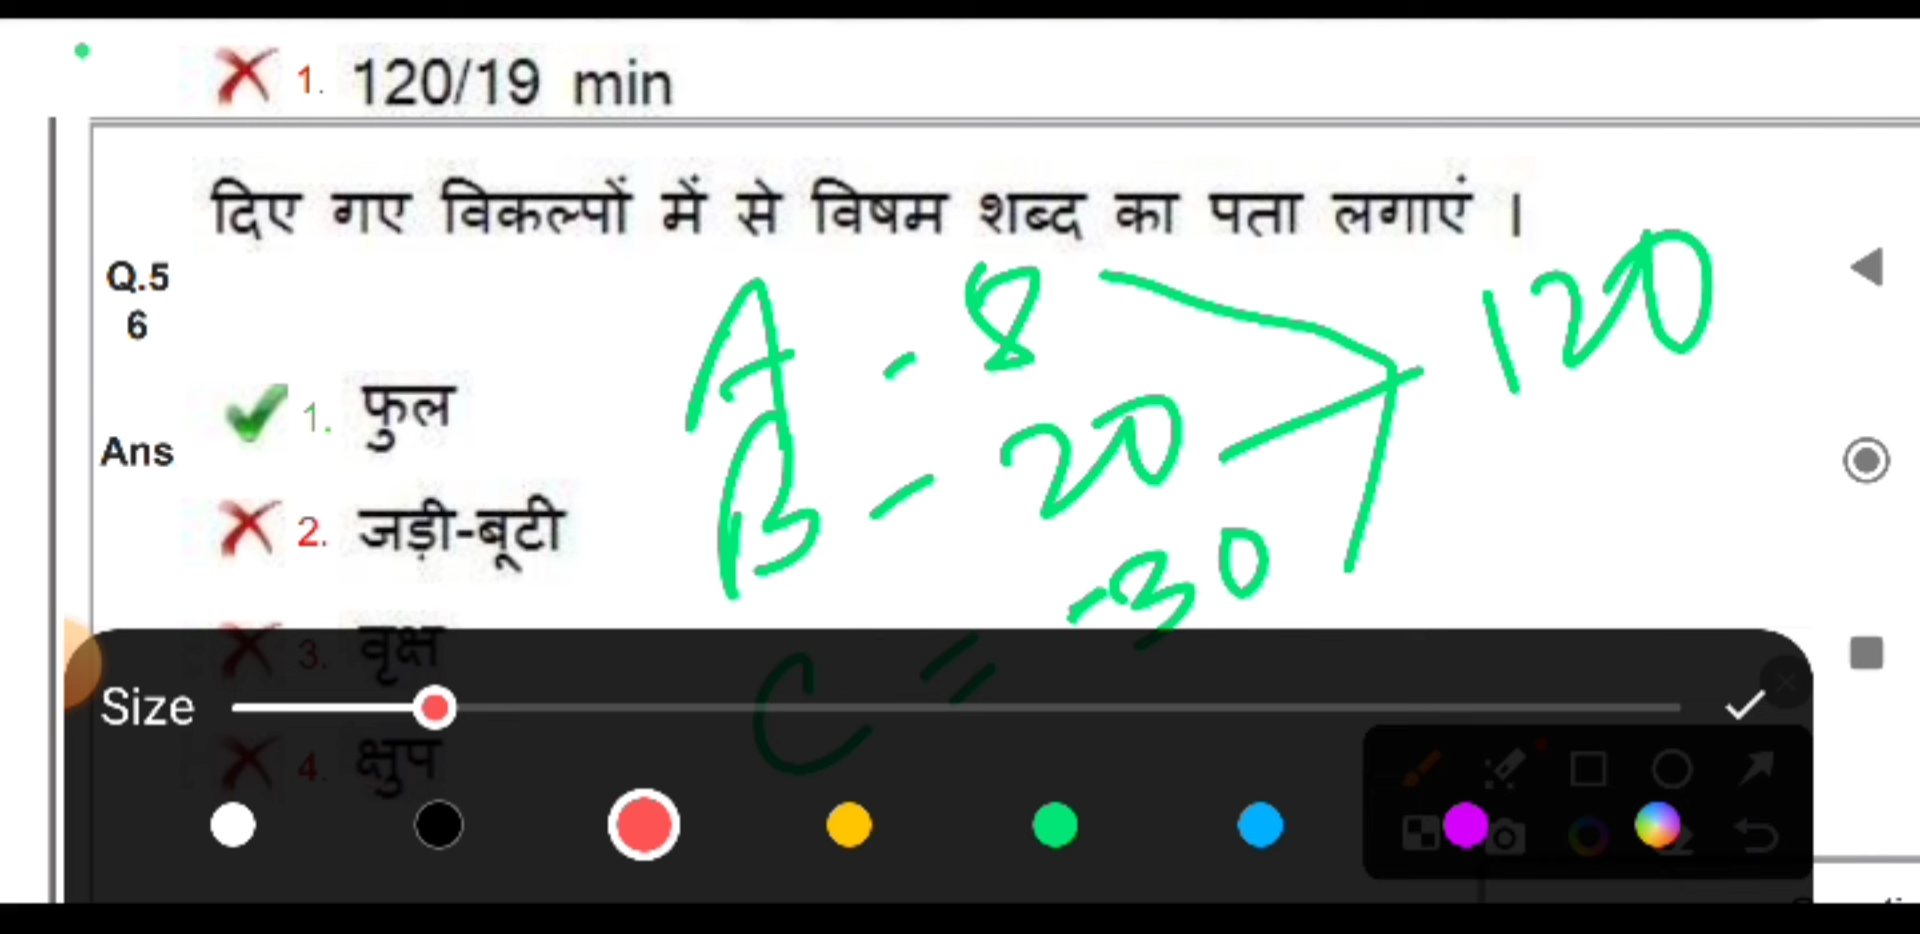 1. 120/19 min
दिए गए विकल्पों में से विषम शब्द का पता लगाएं ।
Q.5
6
Ans
1. फुल
2. जड़ी-बूटी
3. वृक्ष
4. क्षुप
A - 8
120
B - 20
C = -30
Size